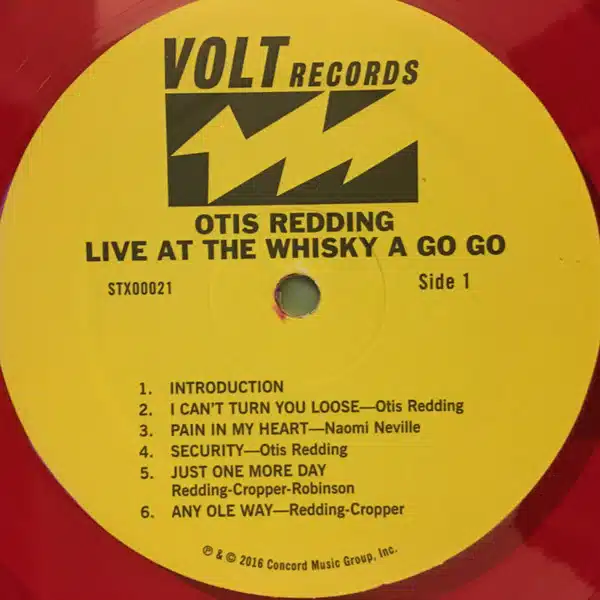 VOLT RECORDS
OTIS REDDING
LIVE AT THE WHISKY A GO GO
STX00021 Side 1
1. INTRODUCTION
2. I CAN'T TURN YOU LOOSE—Otis Redding
3. PAIN IN MY HEART—Naomi Neville
4. SECURITY—Otis Redding
5. JUST ONE MORE DAY
Redding-Cropper-Robinson
6. ANY OLE WAY—Redding-Cropper
℗ & © 2016 Concord Music Group, Inc.